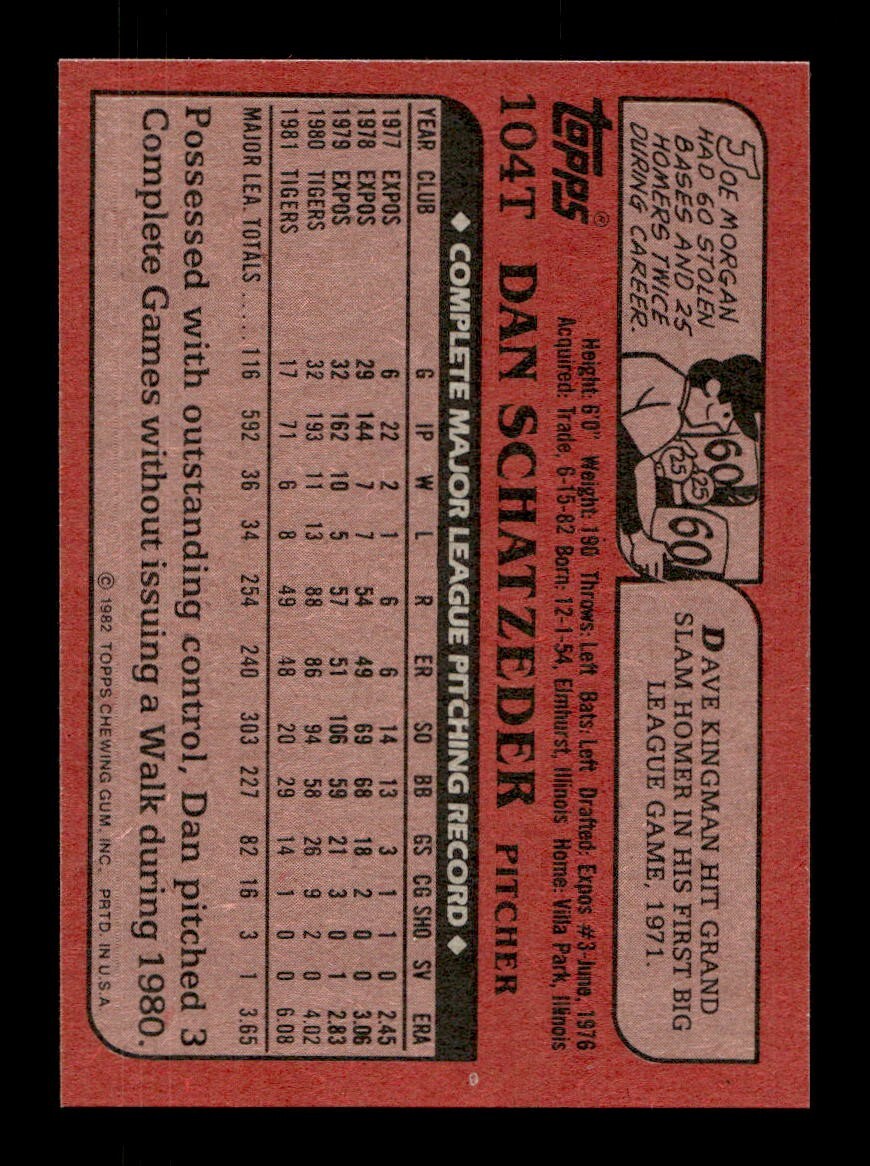 JOE MORGAN
HAD 60 STOLEN
BASES AND 25
HOMERS TWICE
DURING CAREER.
60
25
25
60
DAVE KINGMAN HIT GRAND
SLAM HOMER IN HIS FIRST BIG
LEAGUE GAME, 1971.
topps®
Height: 6'0" Weight: 190 Throws: Left Bats: Left Drafted: Expos #3-June, 1976
Acquired: Trade, 6-15-82 Born: 12-1-54, Elmhurst, Illinois Home: Villa Park, Illinois
104T DAN SCHATZEDER PITCHER
◆ COMPLETE MAJOR LEAGUE PITCHING RECORD ◆
YEAR CLUB G IP W L R ER SO BB GS CG SHO SV ERA
1977 EXPOS 6 22 2 1 6 6 14 13 3 1 1 0 2.45
1978 EXPOS 29 144 7 7 54 49 69 68 18 2 0 0 3.06
1979 EXPOS 32 162 10 5 57 51 106 59 21 3 0 1 2.83
1980 TIGERS 32 193 11 13 88 86 94 58 26 9 2 0 4.02
1981 TIGERS 17 71 6 8 49 48 20 29 14 1 0 0 6.08
MAJOR LEA. TOTALS ..... 116 592 36 34 254 240 303 227 82 16 3 1 3.65
Possessed with outstanding control, Dan pitched 3
Complete Games without issuing a Walk during 1980.
© 1982 TOPPS CHEWING GUM, INC. PRTD. IN U.S.A.